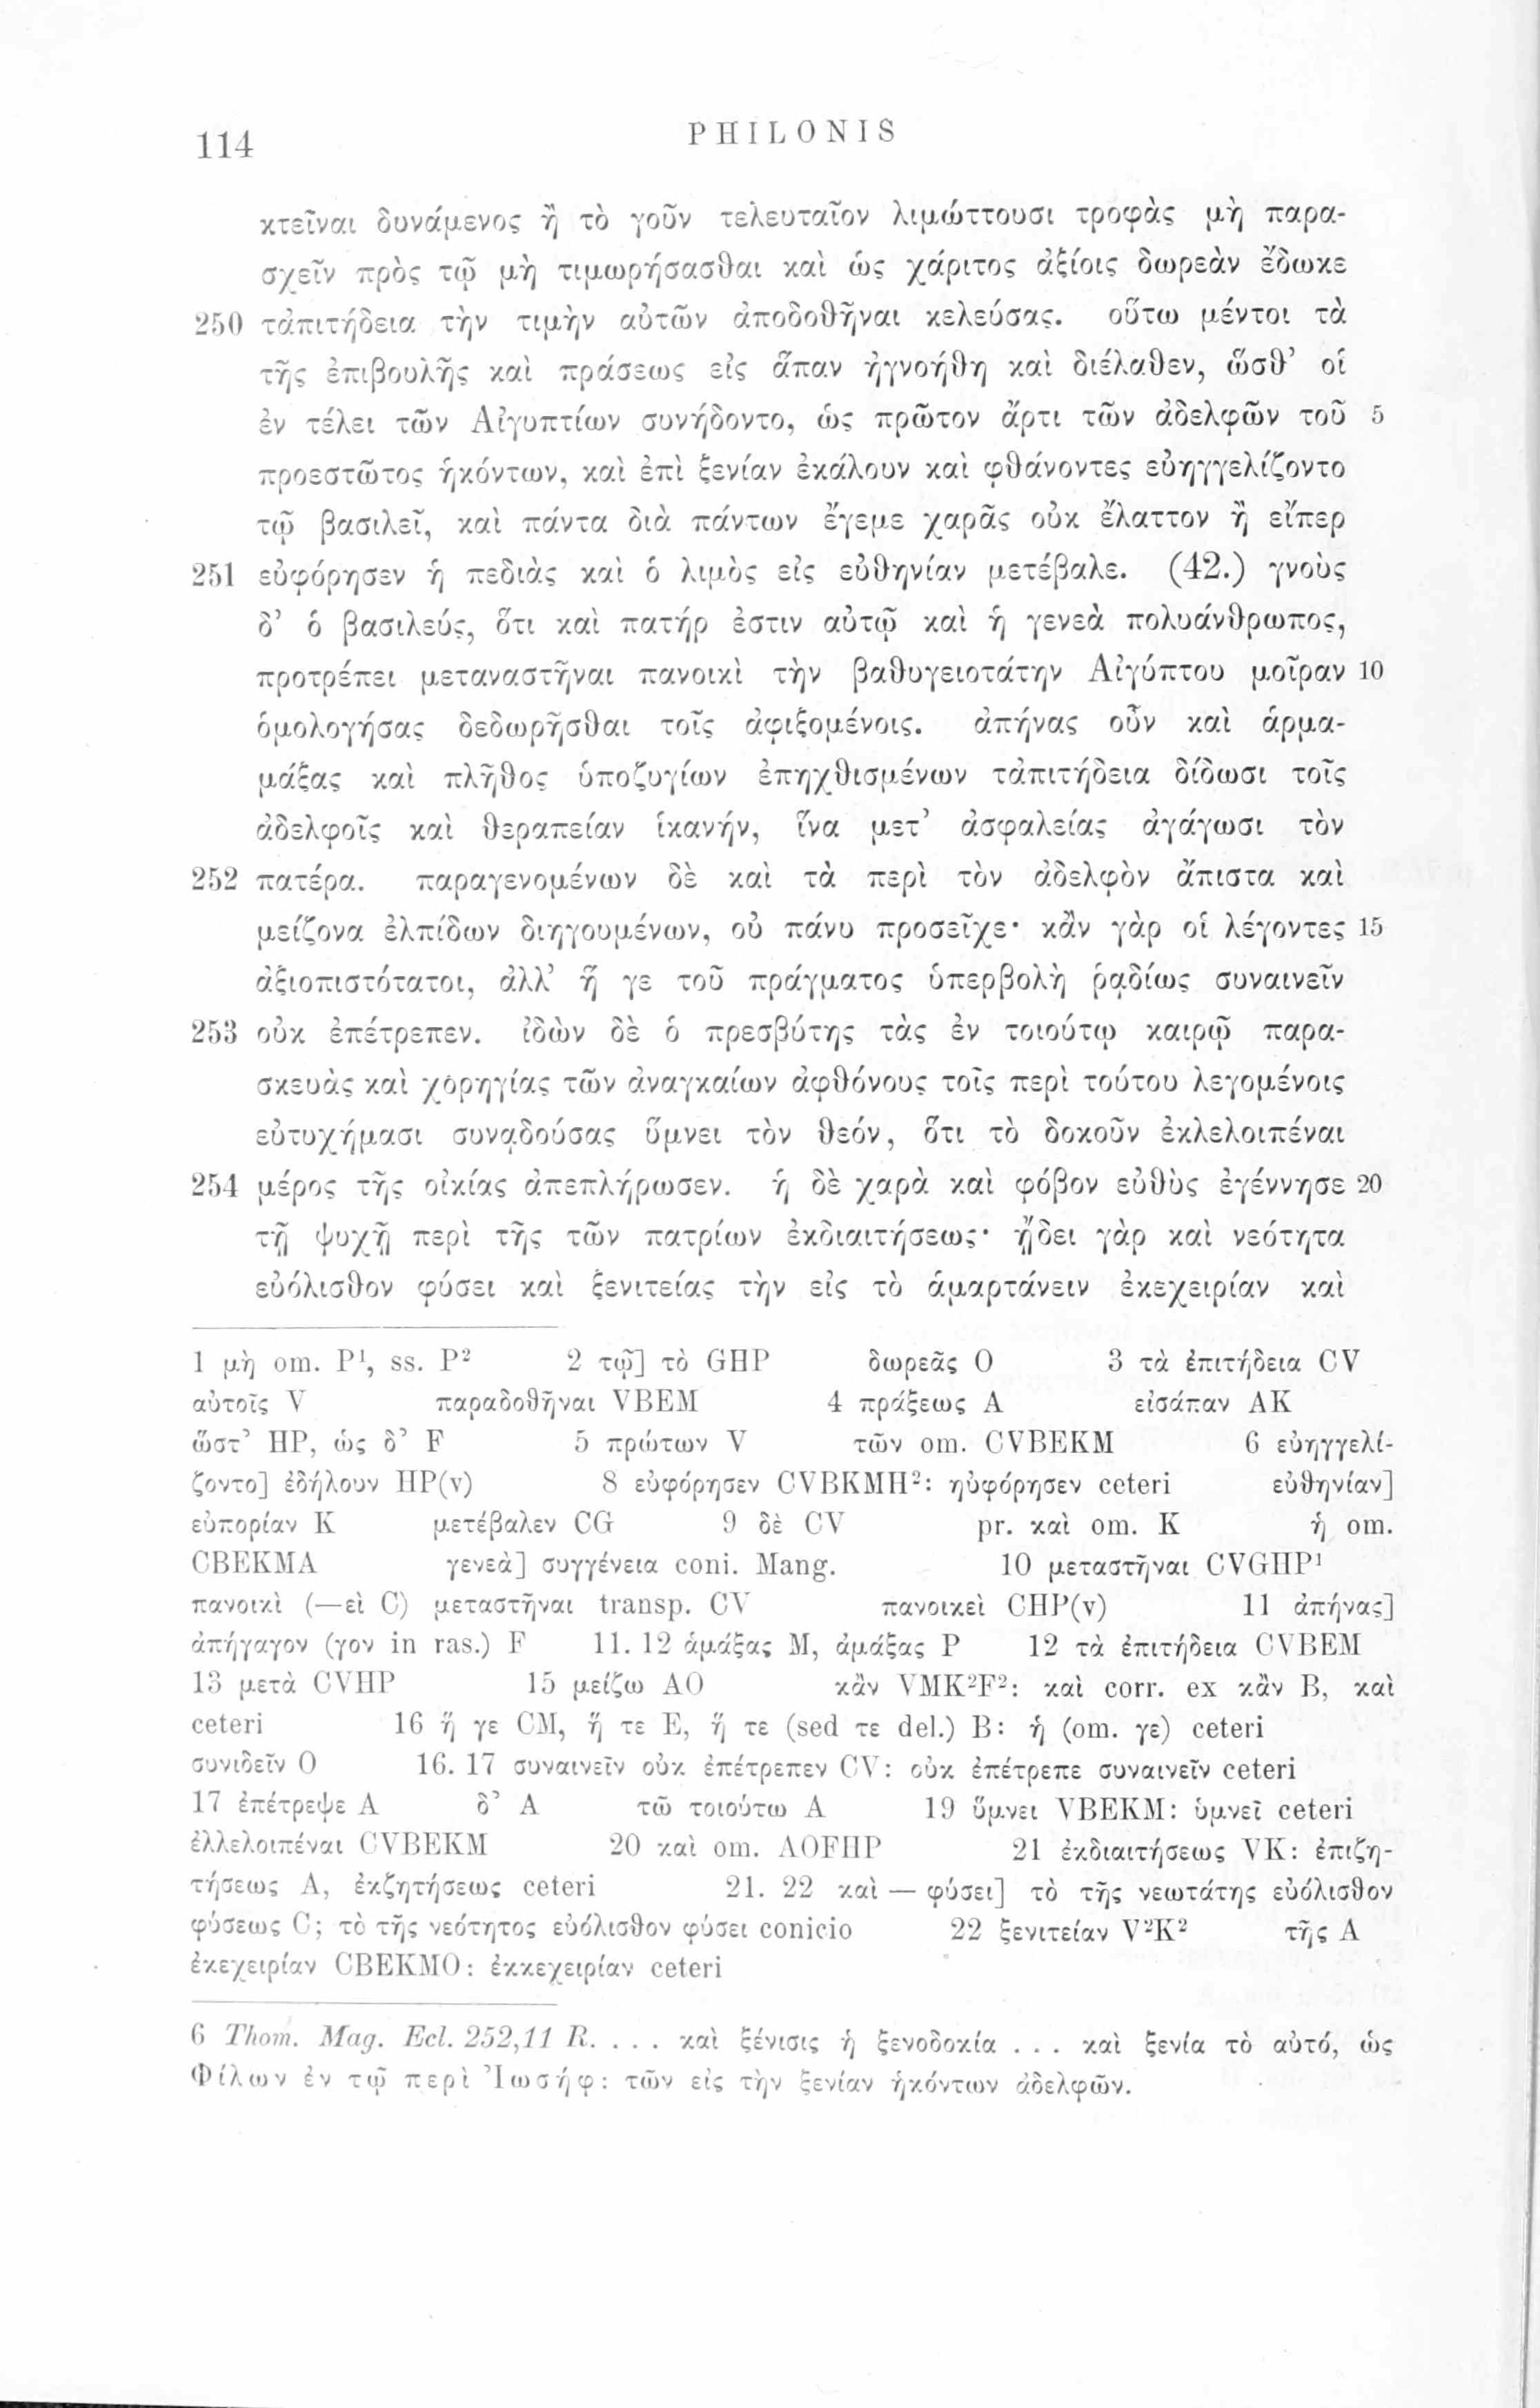 114
PHILONIS
κτεῖναι δυνάμενος ἢ τὸ γοῦν τελευταῖον λιμώττουσι τροφὰς μὴ παρα-
σχεῖν πρὸς τῷ μὴ τιμωρήσασθαι καὶ ὡς χάριτος ἀξίοις δωρεὰν ἔδωκε
250 τἀπιτήδεια τὴν τιμὴν αὐτῶν ἀποδοθῆναι κελεύσας. οὕτω μέντοι τὰ
τῆς ἐπιβουλῆς καὶ πράσεως εἰς ἅπαν ἠγνοήθη καὶ διέλαθεν, ὥσθ’ οἱ
ἐν τέλει τῶν Αἰγυπτίων συνήδοντο, ὡς πρῶτον ἄρτι τῶν ἀδελφῶν τοῦ 5
προεστῶτος ἡκόντων, καὶ ἐπὶ ξενίαν ἐκάλουν καὶ φθάνοντες εὐηγγελίζοντο
τῷ βασιλεῖ, καὶ πάντα διὰ πάντων ἔγεμε χαρᾶς οὐκ ἔλαττον ἢ εἴπερ
251 εὐφόρησεν ἡ πεδιὰς καὶ ὁ λιμὸς εἰς εὐθηνίαν μετέβαλε. (42.) γνοὺς
δ’ ὁ βασιλεύς, ὅτι καὶ πατήρ ἐστιν αὐτῷ καὶ ἡ γενεὰ πολυάνθρωπος,
προτρέπει μεταναστῆναι πανοικὶ τὴν βαθυγειοτάτην Αἰγύπτου μοῖραν 10
ὁμολογήσας δεδωρῆσθαι τοῖς ἀφιξομένοις. ἀπήνας οὖν καὶ ἁρμα-
μάξας καὶ πλῆθος ὑποζυγίων ἐπηχθισμένων τἀπιτήδεια δίδωσι τοῖς
ἀδελφοῖς καὶ θεραπείαν ἱκανήν, ἵνα μετ’ ἀσφαλείας ἀγάγωσι τὸν
252 πατέρα. παραγενομένων δὲ καὶ τὰ περὶ τὸν ἀδελφὸν ἄπιστα καὶ
μείζονα ἐλπίδων διηγουμένων, οὐ πάνυ προσεῖχε· κἂν γὰρ οἱ λέγοντες 15
ἀξιοπιστότατοι, ἀλλ’ ἥ γε τοῦ πράγματος ὑπερβολὴ ῥᾳδίως συναινεῖν
253 οὐκ ἐπέτρεπεν. ἰδὼν δὲ ὁ πρεσβύτης τὰς ἐν τοιούτῳ καιρῷ παρα-
σκευὰς καὶ χορηγίας τῶν ἀναγκαίων ἀφθόνους τοῖς περὶ τούτου λεγομένοις
εὐτυχήμασι συνᾳδούσας ὕμνει τὸν θεόν, ὅτι τὸ δοκοῦν ἐκλελοιπέναι
254 μέρος τῆς οἰκίας ἀπεπλήρωσεν. ἡ δὲ χαρὰ καὶ φόβον εὐθὺς ἐγέννησε 20
τῇ ψυχῇ περὶ τῆς τῶν πατρίων ἐκδιαιτήσεως· ᾔδει γὰρ καὶ νεότητα
εὐόλισθον φύσει καὶ ξενιτείας τὴν εἰς τὸ ἁμαρτάνειν ἐκεχειρίαν καὶ
1 μὴ om. P¹, ss. P² 2 τῷ] τὸ GHP δωρεᾶς O 3 τὰ ἐπιτήδεια CV
αὐτοῖς V παραδοθῆναι VBEM 4 πράξεως A εἰσάπαν AK
ὥστ’ HP, ὡς δ’ F 5 πρώτων V τῶν om. CVBEKM 6 εὐηγγελί-
ζοντο] ἐδήλουν HP(v) 8 εὐφόρησεν CVBKMH²: ηὐφόρησεν ceteri εὐθηνίαν]
εὐπορίαν K μετέβαλεν CG 9 δὲ CV pr. καὶ om. K ἡ om.
CBEKMA γενεὰ] συγγένεια coni. Mang. 10 μεταστῆναι CVGHP¹
πανοικὶ (—εὶ C) μεταστῆναι transp. CV πανοικεὶ CHP(v) 11 ἀπήνας]
ἀπήγαγον (γον in ras.) F 11. 12 ἁμάξας M, ἀμάξας P 12 τὰ ἐπιτήδεια CVBEM
13 μετὰ CVHP 15 μείζω AO κἂν VMK²F²: καὶ corr. ex κἂν B, καὶ
ceteri 16 ἥ γε CM, ἥ τε E, ἥ τε (sed τε del.) B: ἡ (om. γε) ceteri
συνιδεῖν O 16. 17 συναινεῖν οὐκ ἐπέτρεπεν CV: οὐκ ἐπέτρεπε συναινεῖν ceteri
17 ἐπέτρεψε A δ’ A τῶ τοιούτω A 19 ὕμνει VBEKM: ὑμνεῖ ceteri
ἐλλελοιπέναι CVBEKM 20 καὶ om. AOFHP 21 ἐκδιαιτήσεως VK: ἐπιζη-
τήσεως A, ἐκζητήσεως ceteri 21. 22 καὶ — φύσει] τὸ τῆς νεωτάτης εὐόλισθον
φύσεως C; τὸ τῆς νεότητος εὐόλισθον φύσει conicio 22 ξενιτείαν V²K² τῆς A
ἐκεχειρίαν CBEKMO: ἐκκεχειρίαν ceteri
6 Thom. Mag. Ecl. 252,11 R. . . . καὶ ξένισις ἡ ξενοδοκία . . . καὶ ξενία τὸ αὐτό, ὡς
Φίλων ἐν τῷ περὶ Ἰωσήφ: τῶν εἰς τὴν ξενίαν ἡκόντων ἀδελφῶν.